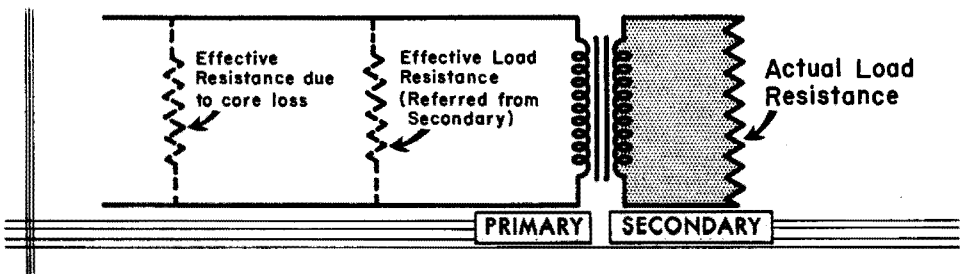 Effective
Resistance due
to core loss
Effective Load
Resistance
(Referred from
Secondary)
Actual Load
Resistance
PRIMARY
SECONDARY